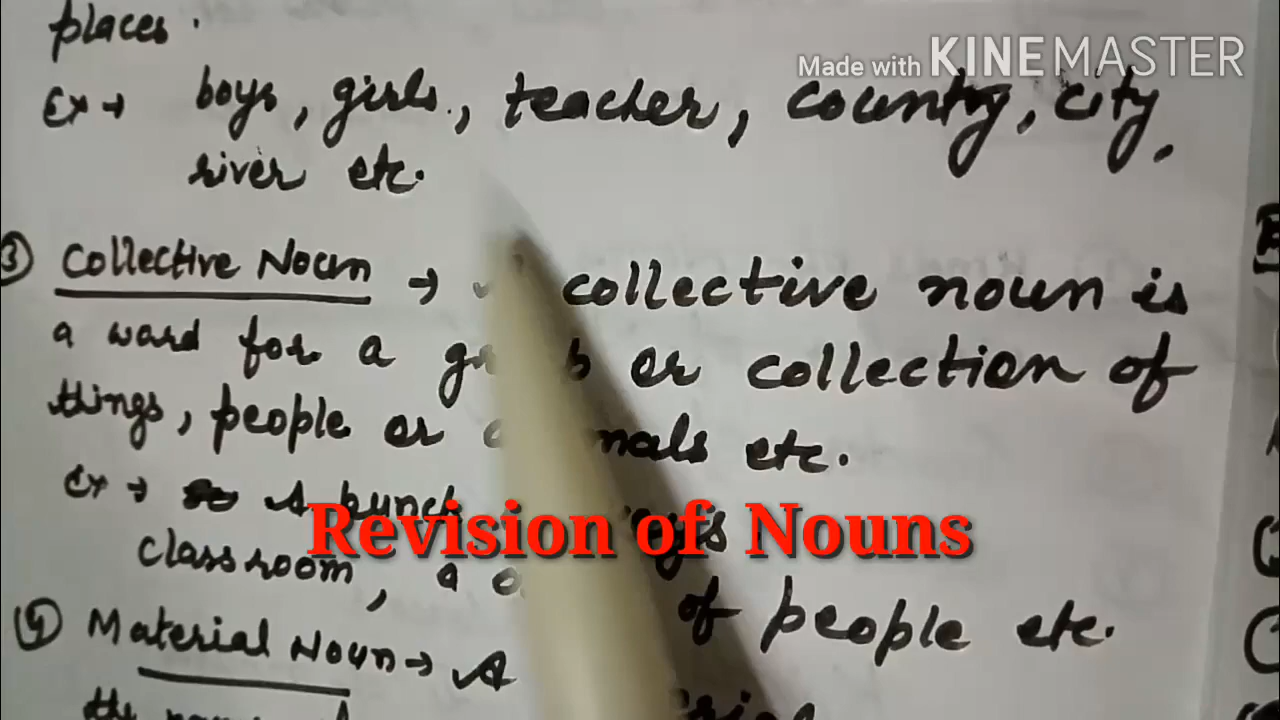 places.
Made with KINEMASTER
Ex → boys, girls, teacher, country, city,
river etc.
③ Collective Noun → collective noun is
a word for a or collection of
things, people or etc.
Ex → A bunch
Revision of Nouns
classroom, a of people etc.
④ Material Noun → A
the